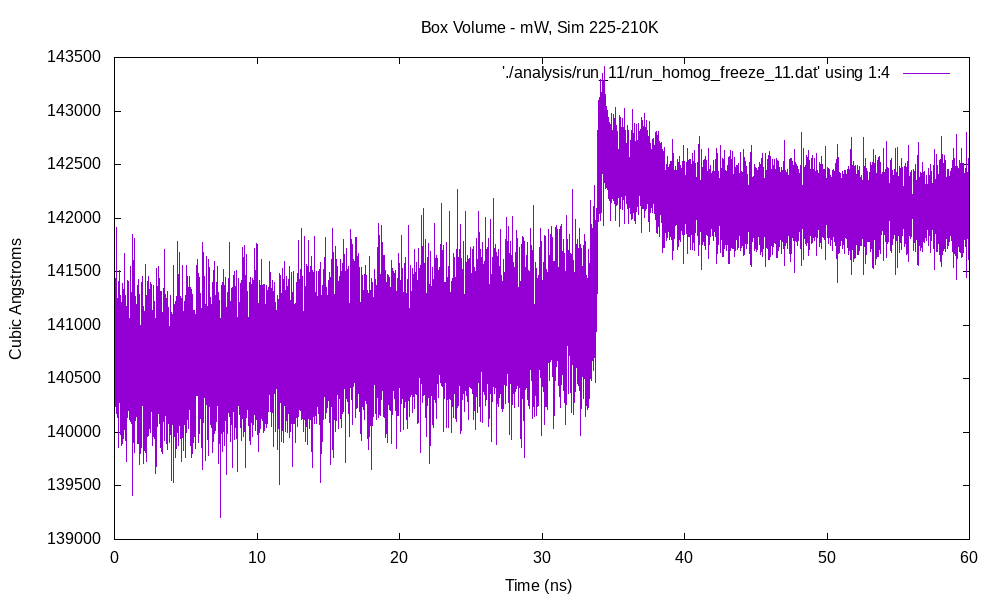 Box Volume - mW, Sim 225-210K
143500
'./analysis/run_11/run_homog_freeze_11.dat' using 1:4
143000
142500
142000
141500
141000
140500
140000
139500
139000
Cubic Angstroms
0 10 20 30 40 50 60
Time (ns)